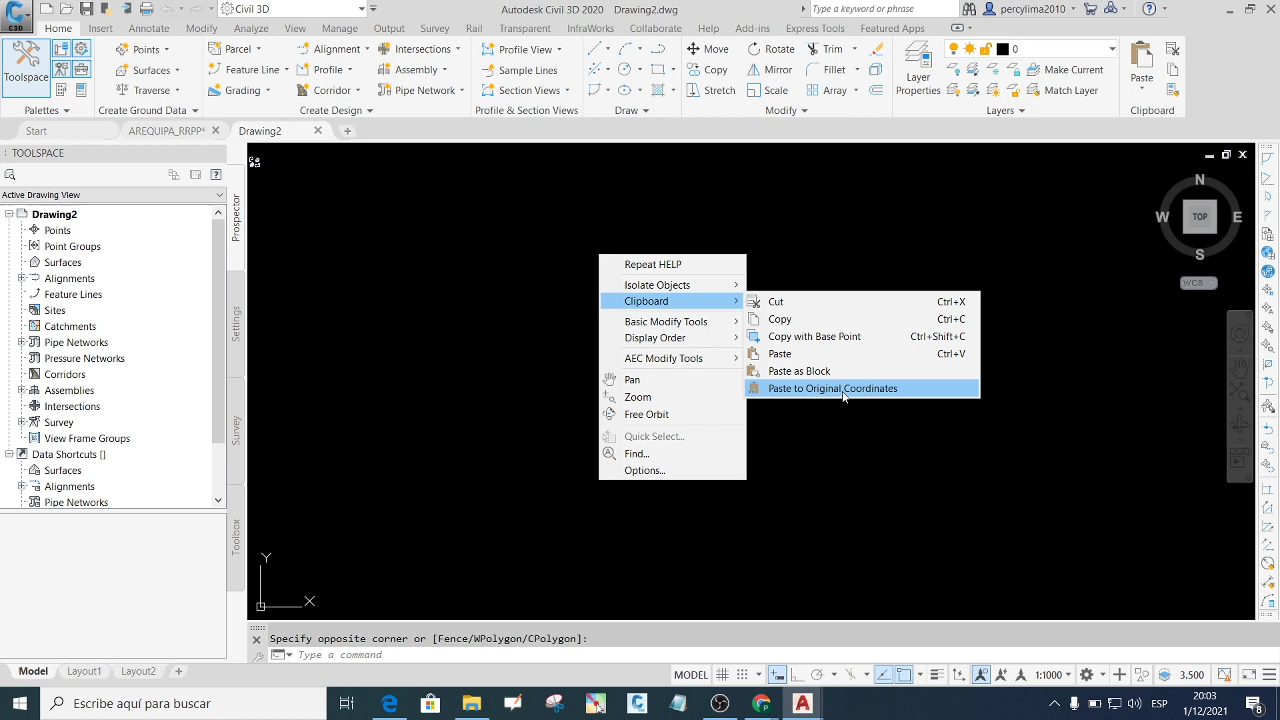 C3D
Civil 3D
Autodesk Civil 3D 2020 Drawing2.dwg
Type a keyword or phrase
percylima2010
Home Insert Annotate Modify Analyze View Manage Output Survey Rail Transparent InfraWorks Collaborate Help Add-ins Express Tools Featured Apps
Toolspace
Palettes
Points
Surfaces
Traverse
Create Ground Data
Parcel
Feature Line
Grading
Alignment
Profile
Corridor
Intersections
Assembly
Pipe Network
Create Design
Profile View
Sample Lines
Section Views
Profile & Section Views
Draw
Move
Copy
Stretch
Rotate
Mirror
Scale
Trim
Fillet
Array
Modify
Layer
Properties
0
Make Current
Match Layer
Layers
Paste
Clipboard
Start AREQUIPA_RRPP* Drawing2
TOOLSPACE
Active Drawing View
Drawing2
Points
Point Groups
Surfaces
Alignments
Feature Lines
Sites
Catchments
Pipe Networks
Pressure Networks
Corridors
Assemblies
Intersections
Survey
View Frame Groups
Data Shortcuts []
Surfaces
Alignments
Pipe Networks
Prospector
Settings
Survey
Toolbox
Repeat HELP
Isolate Objects
Clipboard
Basic Modify Tools
Display Order
AEC Modify Tools
Pan
Zoom
Free Orbit
Quick Select...
Find...
Options...
Cut Ctrl+X
Copy Ctrl+C
Copy with Base Point Ctrl+Shift+C
Paste Ctrl+V
Paste as Block
Paste to Original Coordinates
N
W TOP E
S
WCS
Y
X
Specify opposite corner or [Fence/WPolygon/CPolygon]:
Type a command
Model Layout1 Layout2
MODEL
1:1000
3.500
Escribe aquí para buscar
ESP
20:03
1/12/2021
8